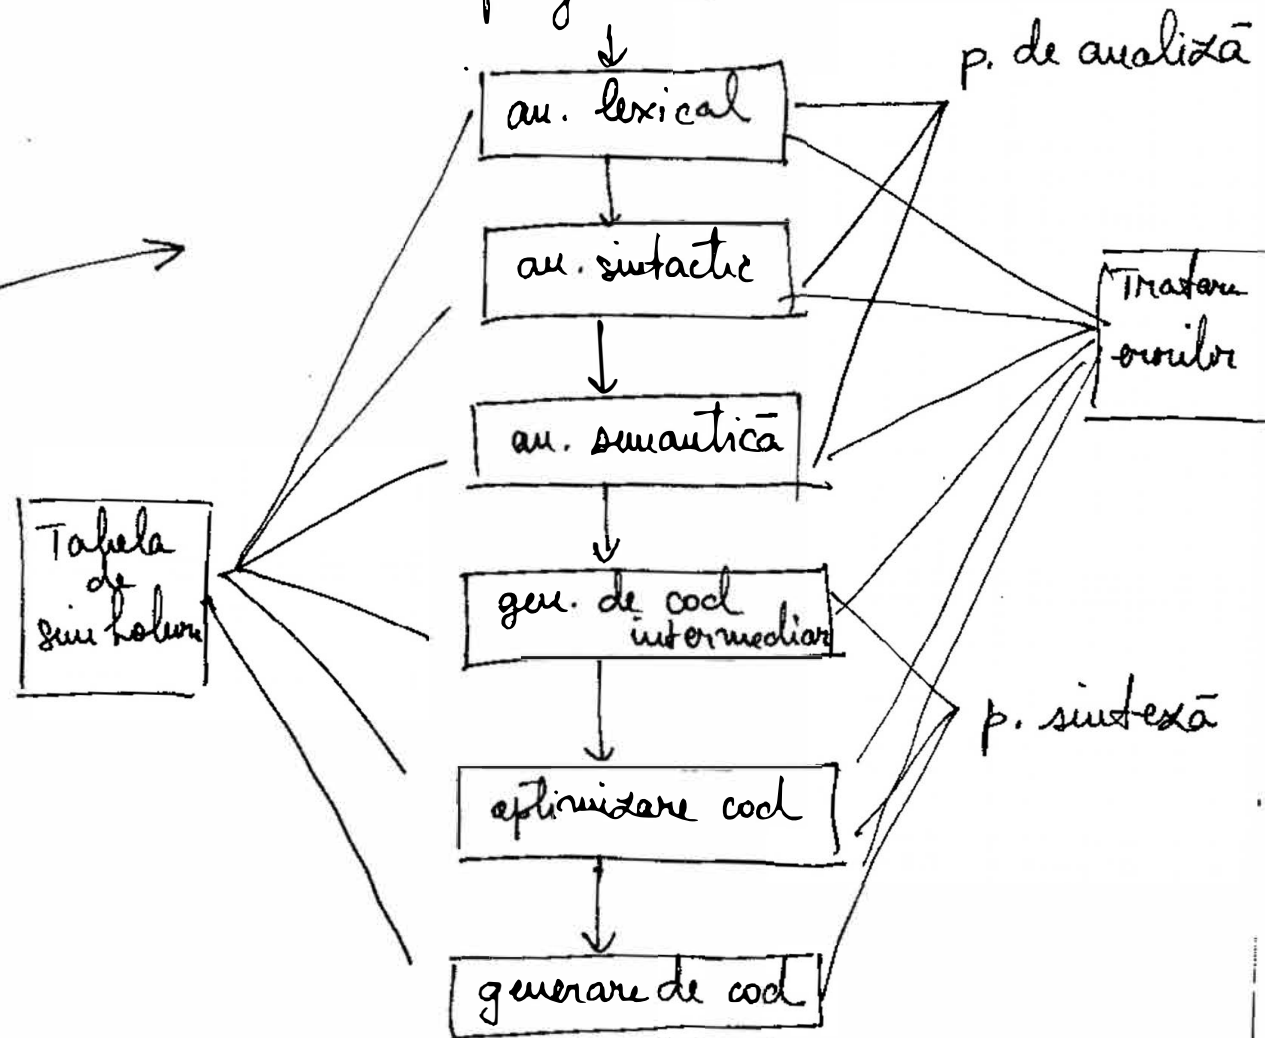 p. de analiză
an. lexical
an. sintactic
Tratare
erorilor
an. semantică
Tabela
de
simboluri
gen. de cod
intermediar
p. sinteză
optimizare cod
generare de cod